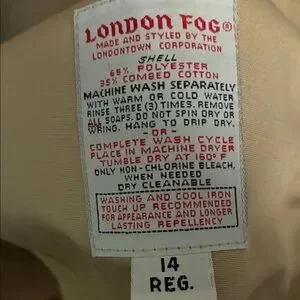 LONDON FOG®
MADE AND STYLED BY THE
LONDONTOWN CORPORATION
SHELL
65% POLYESTER
35% COMBED COTTON
MACHINE WASH SEPARATELY
WITH WARM OR COLD WATER
RINSE THREE (3) TIMES. REMOVE
ALL SOAPS. DO NOT SPIN DRY OR
WRING. HANG TO DRIP DRY.
-OR-
COMPLETE WASH CYCLE
PLACE IN MACHINE DRYER
TUMBLE DRY AT 160°F
ONLY NON-CHLORINE BLEACH,
WHEN NEEDED
DRY CLEANABLE
WASHING AND COOL IRON
TOUCH UP RECOMMENDED
FOR APPEARANCE AND LONGER
LASTING REPELLENCY
14
REG.